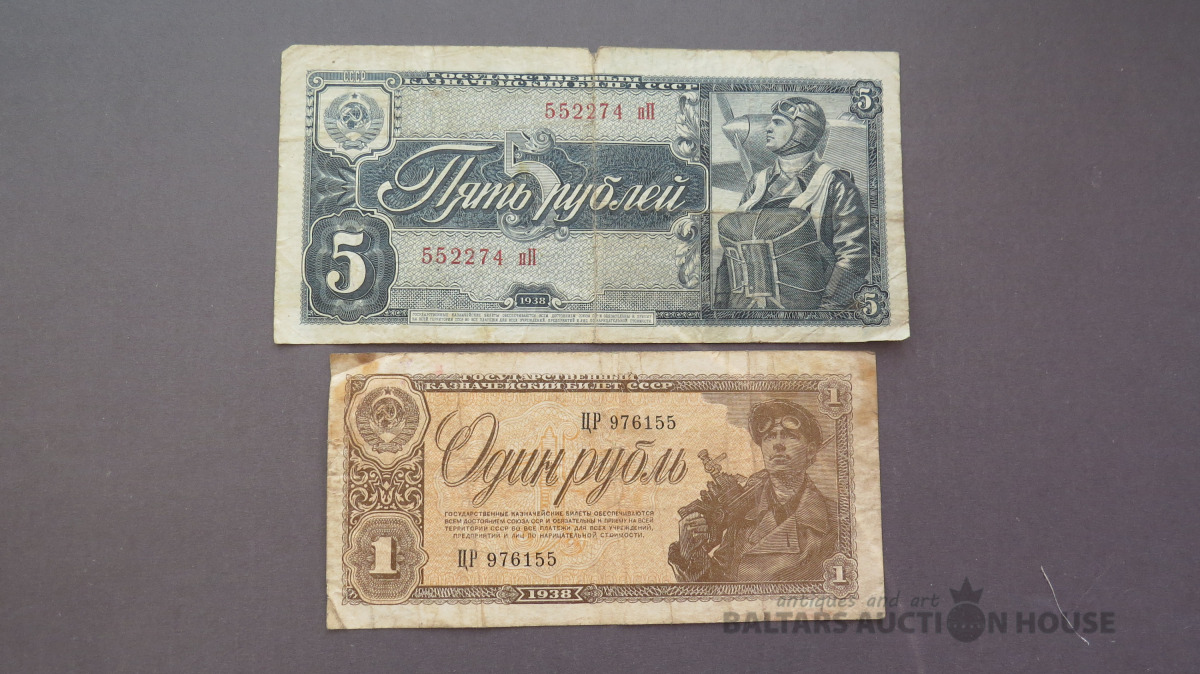 СССР
ГОСУДАРСТВЕННЫЙ
КАЗНАЧЕЙСКИЙ БИЛЕТ СССР
5
552274 пП
5
Пять рублей
552274 пП
5
1938
5
ГОСУДАРСТВЕННЫЙ
КАЗНАЧЕЙСКИЙ БИЛЕТ СССР
1
ЦР 976155
Один рубль
ГОСУДАРСТВЕННЫЕ КАЗНАЧЕЙСКИЕ БИЛЕТЫ ОБЕСПЕЧИВАЮТСЯ
ВСЕМ ДОСТОЯНИЕМ СОЮЗА ССР И ОБЯЗАТЕЛЬНЫ К ПРИЕМУ НА ВСЕЙ
ТЕРРИТОРИИ СССР ВО ВСЕ ПЛАТЕЖИ ДЛЯ ВСЕХ УЧРЕЖДЕНИЙ,
ПРЕДПРИЯТИЙ И ЛИЦ ПО НАРИЦАТЕЛЬНОЙ СТОИМОСТИ.
1
ЦР 976155
1
1938
antiques and art
BALTARS AUCTION HOUSE